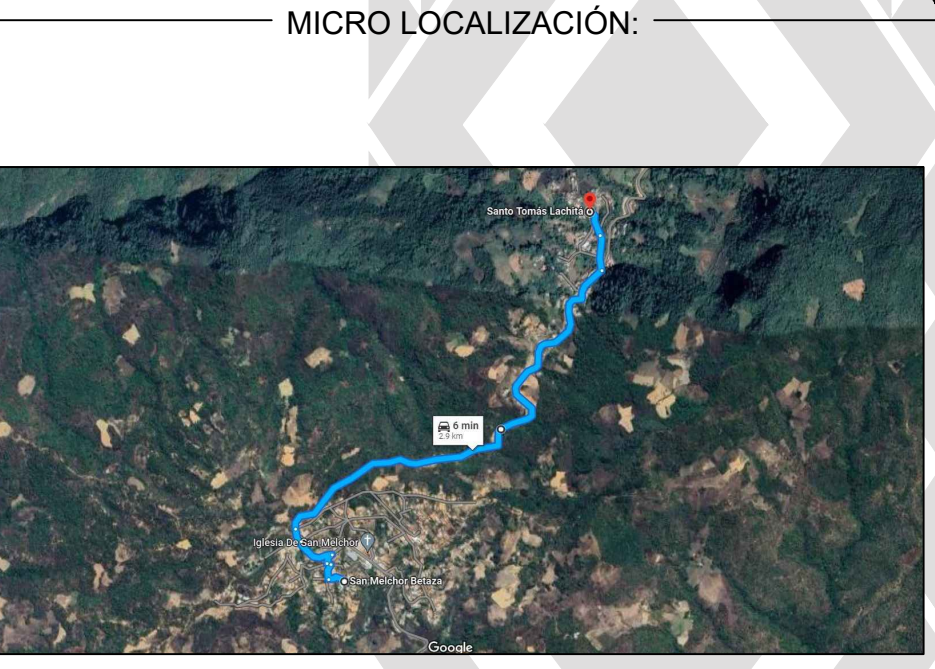 MICRO LOCALIZACIÓN:
Santo Tomás Lachitá
6 min
2.9 km
Iglesia De San Melchor
San Melchor Betaza
Google